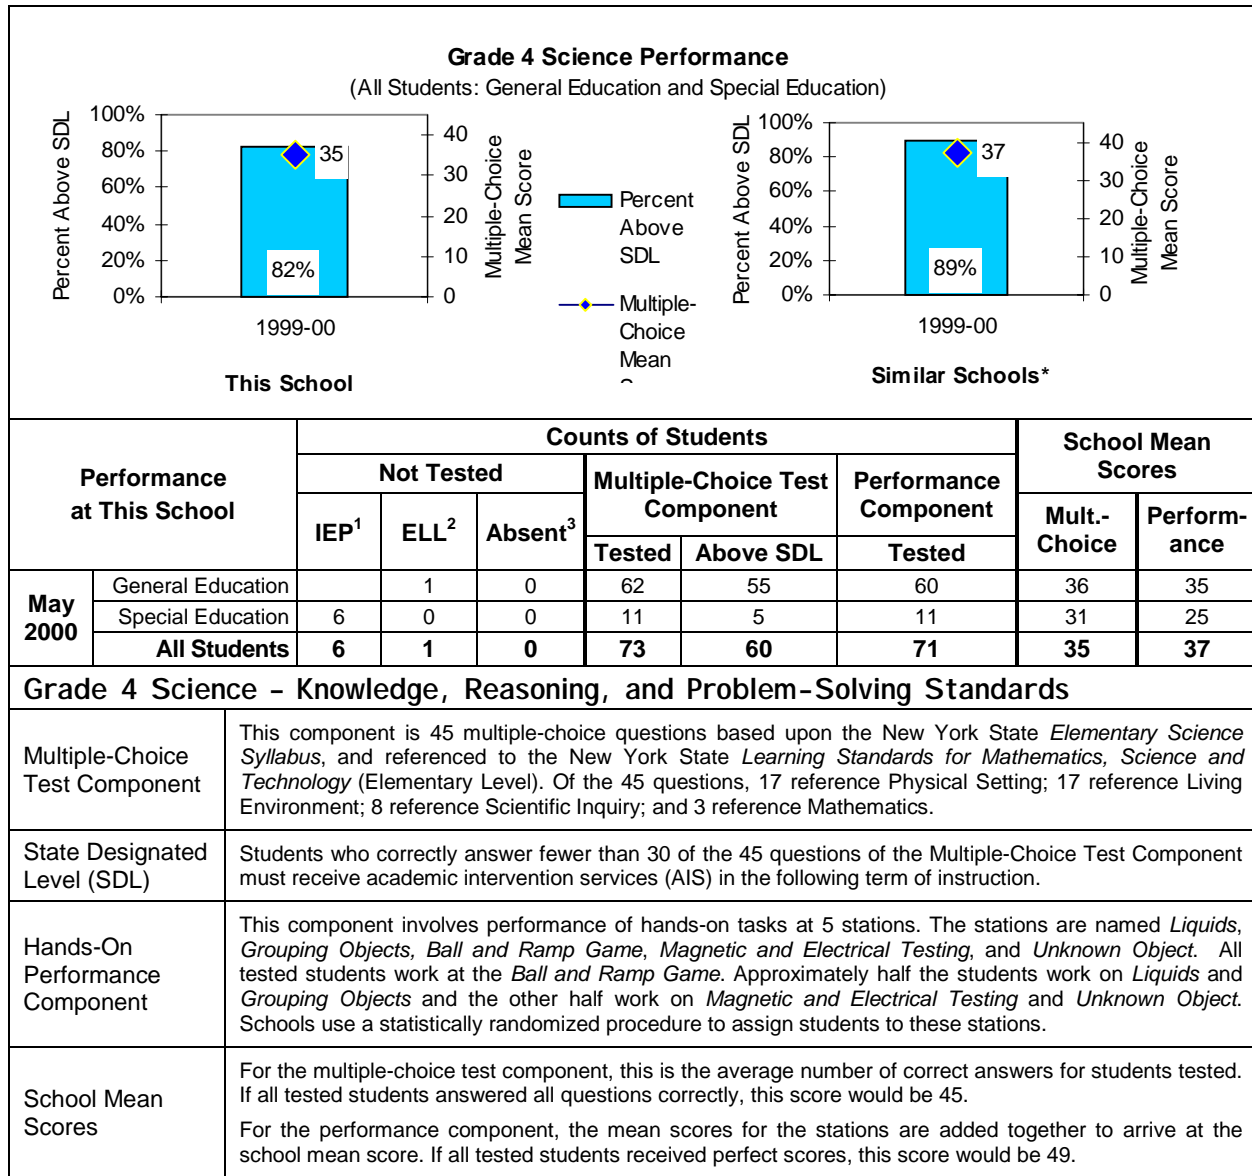 Grade 4 Science Performance
(All Students: General Education and Special Education)
Percent Above SDL
100%
80%
60%
40%
20%
0%
35
82%
40
30
20
10
0
Multiple-Choice
Mean Score
1999-00
This School
Percent
Above
SDL
Multiple-
Choice
Mean
Percent Above SDL
100%
80%
60%
40%
20%
0%
37
89%
40
30
20
10
0
Multiple-Choice
Mean Score
1999-00
Similar Schools*
Performance
at This School
Counts of Students
School Mean
Scores
Not Tested
Multiple-Choice Test
Component
Performance
Component
IEP1 ELL2 Absent3
Tested Above SDL Tested
Mult.-
Choice
Perform-
ance
May
2000
General Education 1 0 62 55 60 36 35
Special Education 6 0 0 11 5 11 31 25
All Students 6 1 0 73 60 71 35 37
Grade 4 Science – Knowledge, Reasoning, and Problem-Solving Standards
Multiple-Choice
Test Component
This component is 45 multiple-choice questions based upon the New York State Elementary Science
Syllabus, and referenced to the New York State Learning Standards for Mathematics, Science and
Technology (Elementary Level). Of the 45 questions, 17 reference Physical Setting; 17 reference Living
Environment; 8 reference Scientific Inquiry; and 3 reference Mathematics.
State Designated
Level (SDL)
Students who correctly answer fewer than 30 of the 45 questions of the Multiple-Choice Test Component
must receive academic intervention services (AIS) in the following term of instruction.
Hands-On
Performance
Component
This component involves performance of hands-on tasks at 5 stations. The stations are named Liquids,
Grouping Objects, Ball and Ramp Game, Magnetic and Electrical Testing, and Unknown Object. All
tested students work at the Ball and Ramp Game. Approximately half the students work on Liquids and
Grouping Objects and the other half work on Magnetic and Electrical Testing and Unknown Object.
Schools use a statistically randomized procedure to assign students to these stations.
School Mean
Scores
For the multiple-choice test component, this is the average number of correct answers for students tested.
If all tested students answered all questions correctly, this score would be 45.
For the performance component, the mean scores for the stations are added together to arrive at the
school mean score. If all tested students received perfect scores, this score would be 49.